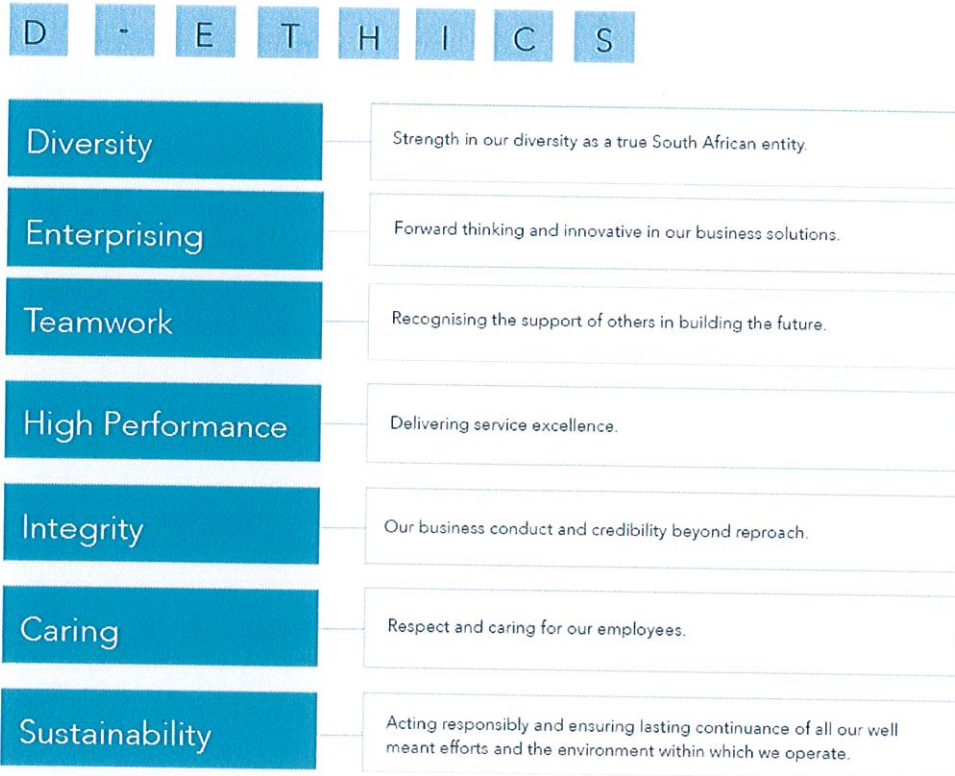 D - E T H I C S
Diversity
Strength in our diversity as a true South African entity.
Enterprising
Forward thinking and innovative in our business solutions.
Teamwork
Recognising the support of others in building the future.
High Performance
Delivering service excellence.
Integrity
Our business conduct and credibility beyond reproach.
Caring
Respect and caring for our employees.
Sustainability
Acting responsibly and ensuring lasting continuance of all our well
meant efforts and the environment within which we operate.